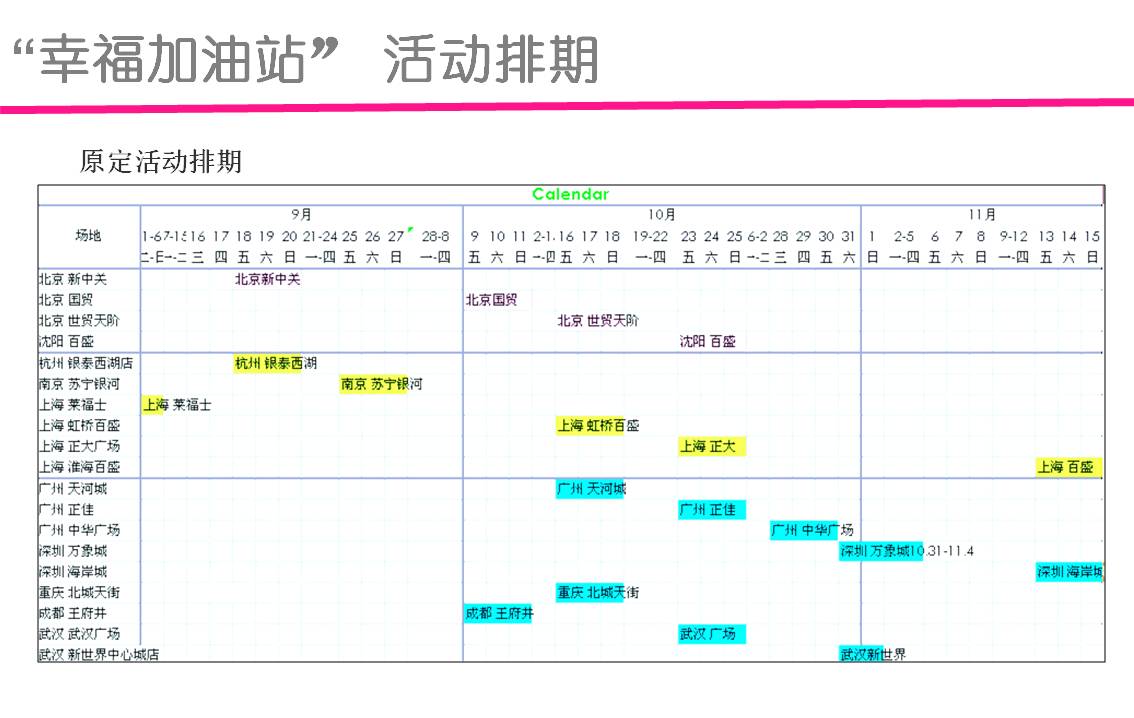 “幸福加油站” 活动排期
原定活动排期
Calendar
场地 9月 10月 11月
1-6 7-15 16 17 18 19 20 21-24 25 26 27 28-8 9 10 11 2-1 16 17 18 19-22 23 24 25 6-2 28 29 30 31 1 2-5 6 7 8 9-12 13 14 15
二-日 一-二 三 四 五 六 日 一-四 五 六 日 一-四 五 六 日 一-四 五 六 日 一-四 五 六 日 一-二 三 四 五 六 日 一-四 五 六 日 一-四 五 六 日
北京 新中关 北京新中关
北京 国贸 北京国贸
北京 世贸天阶 北京 世贸天阶
沈阳 百盛 沈阳 百盛
杭州 银泰西湖店 杭州 银泰西湖
南京 苏宁银河 南京 苏宁银河
上海 莱福士 上海 莱福士
上海 虹桥百盛 上海 虹桥百盛
上海 正大广场 上海 正大
上海 淮海百盛 上海 百盛
广州 天河城 广州 天河城
广州 正佳 广州 正佳
广州 中华广场 广州 中华广场
深圳 万象城 深圳 万象城10.31-11.4
深圳 海岸城 深圳 海岸城
重庆 北城天街 重庆 北城天街
成都 王府井 成都 王府井
武汉 武汉广场 武汉 广场
武汉 新世界中心城店 武汉新世界